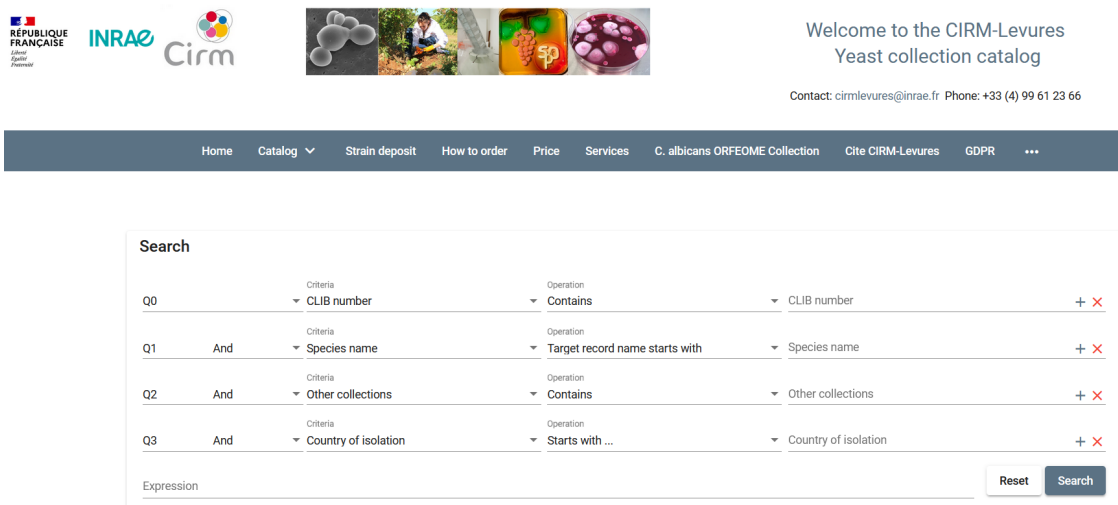 RÉPUBLIQUE
FRANÇAISE
Liberté
Égalité
Fraternité
INRAE
Cirm
sp
Welcome to the CIRM-Levures
Yeast collection catalog
Contact: cirmlevures@inrae.fr Phone: +33 (4) 99 61 23 66
Home Catalog Strain deposit How to order Price Services C. albicans ORFEOME Collection Cite CIRM-Levures GDPR •••
Search
Criteria Operation
Q0 CLIB number Contains CLIB number
Criteria Operation
Q1 And Species name Target record name starts with Species name
Criteria Operation
Q2 And Other collections Contains Other collections
Criteria Operation
Q3 And Country of isolation Starts with ... Country of isolation
Expression Reset Search